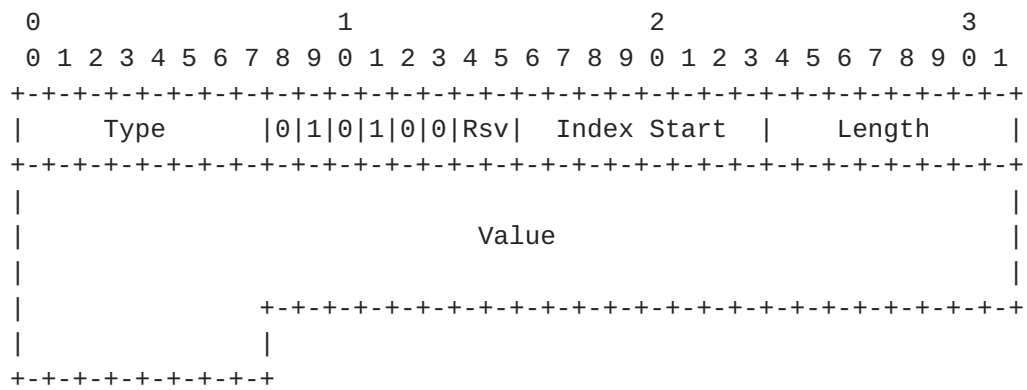 0                   1                   2                   3
 0 1 2 3 4 5 6 7 8 9 0 1 2 3 4 5 6 7 8 9 0 1 2 3 4 5 6 7 8 9 0 1
+-+-+-+-+-+-+-+-+-+-+-+-+-+-+-+-+-+-+-+-+-+-+-+-+-+-+-+-+-+-+-+-+
|     Type      |0|1|0|1|0|0|Rsv|  Index Start  |    Length     |
+-+-+-+-+-+-+-+-+-+-+-+-+-+-+-+-+-+-+-+-+-+-+-+-+-+-+-+-+-+-+-+-+
|                                                               |
|                             Value                             |
|                                                               |
|               +-+-+-+-+-+-+-+-+-+-+-+-+-+-+-+-+-+-+-+-+-+-+-+-+
|               |
+-+-+-+-+-+-+-+-+